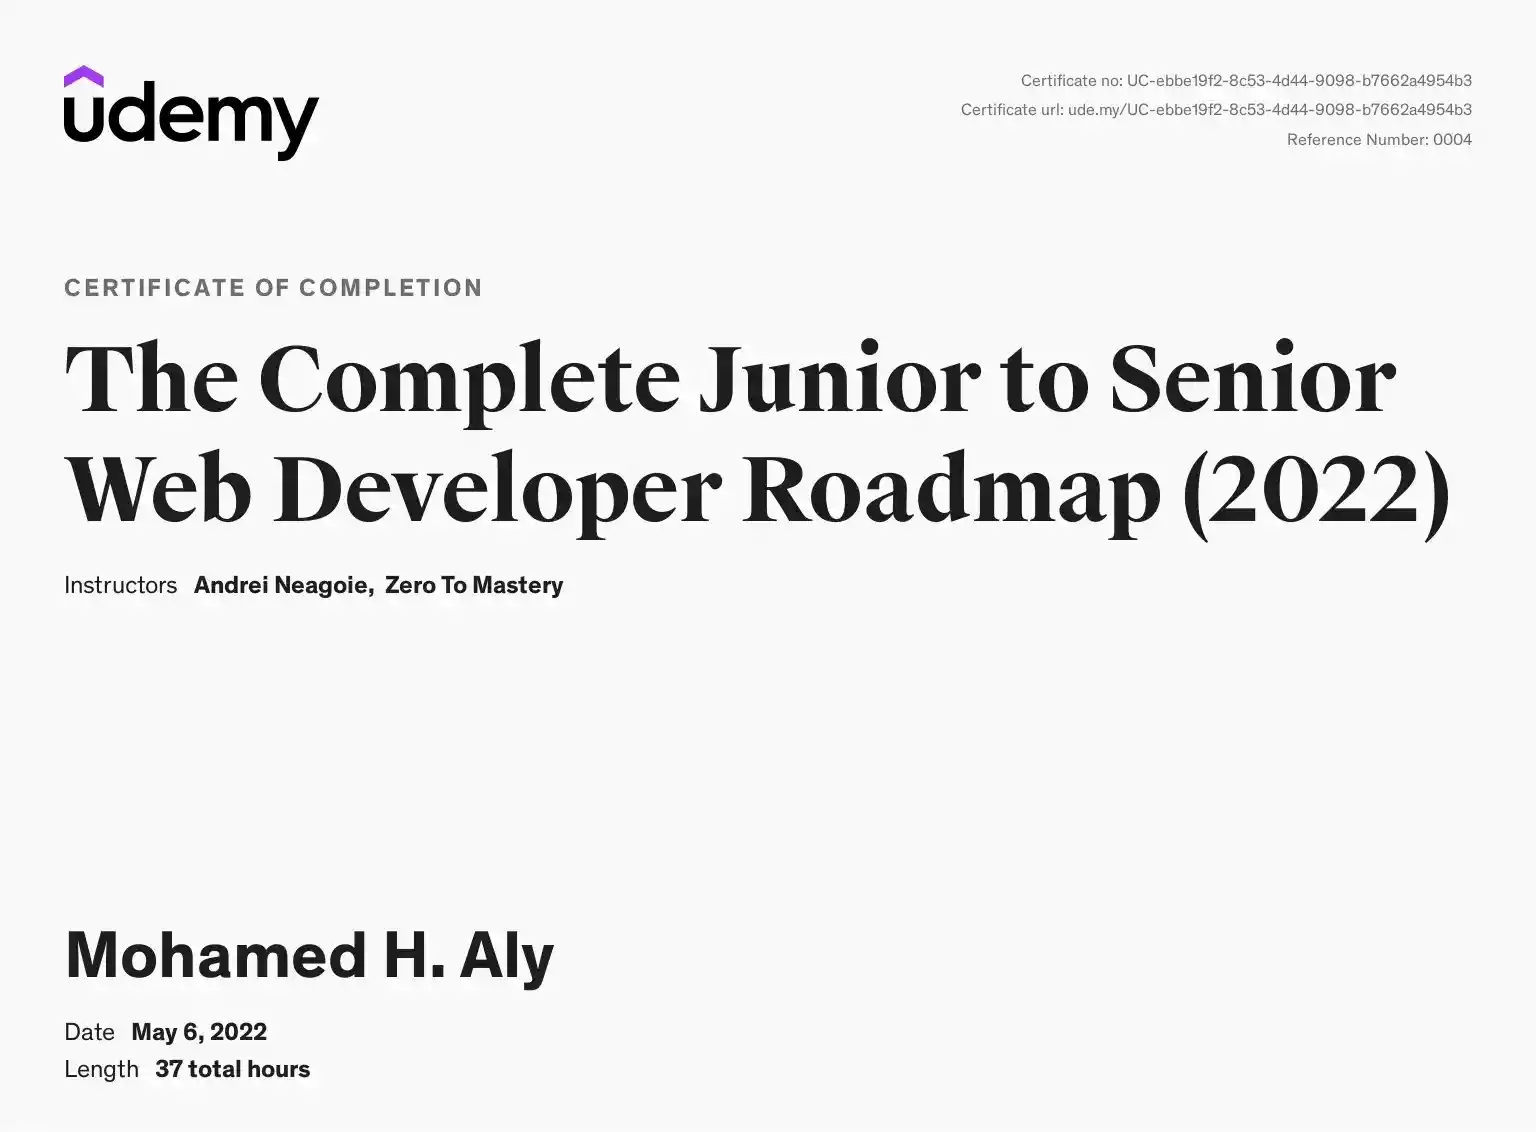 udemy
Certificate no: UC-ebbe19f2-8c53-4d44-9098-b7662a4954b3
Certificate url: ude.my/UC-ebbe19f2-8c53-4d44-9098-b7662a4954b3
Reference Number: 0004
CERTIFICATE OF COMPLETION
The Complete Junior to Senior
Web Developer Roadmap (2022)
Instructors Andrei Neagoie, Zero To Mastery
Mohamed H. Aly
Date May 6, 2022
Length 37 total hours